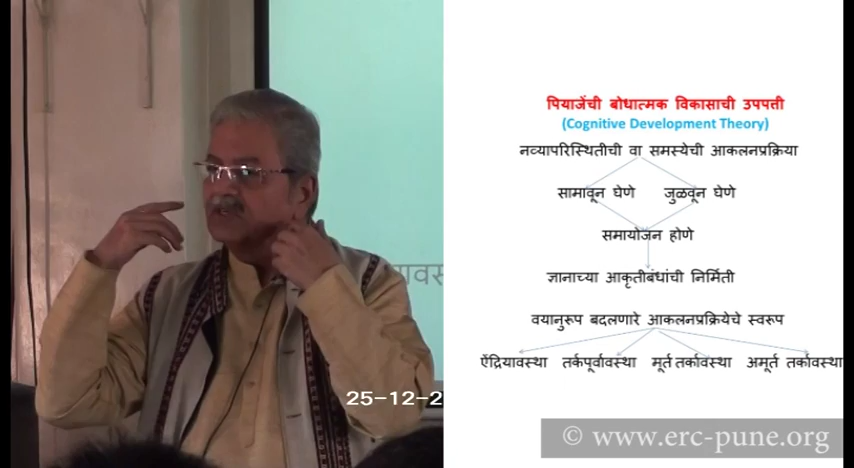 पियाजेंची बोधात्मक विकासाची उपपत्ती
(Cognitive Development Theory)
नव्यापरिस्थितीची वा समस्येची आकलनप्रक्रिया
सामावून घेणे जुळवून घेणे
समायोजन होणे
ज्ञानाच्या आकृतीबंधांची निर्मिती
वयानुरूप बदलणारे आकलनप्रक्रियेचे स्वरूप
ऐंद्रियावस्था तर्कपूर्वावस्था मूर्त तर्कावस्था अमूर्त तर्कावस्था
25-12-2
© www.erc-pune.org